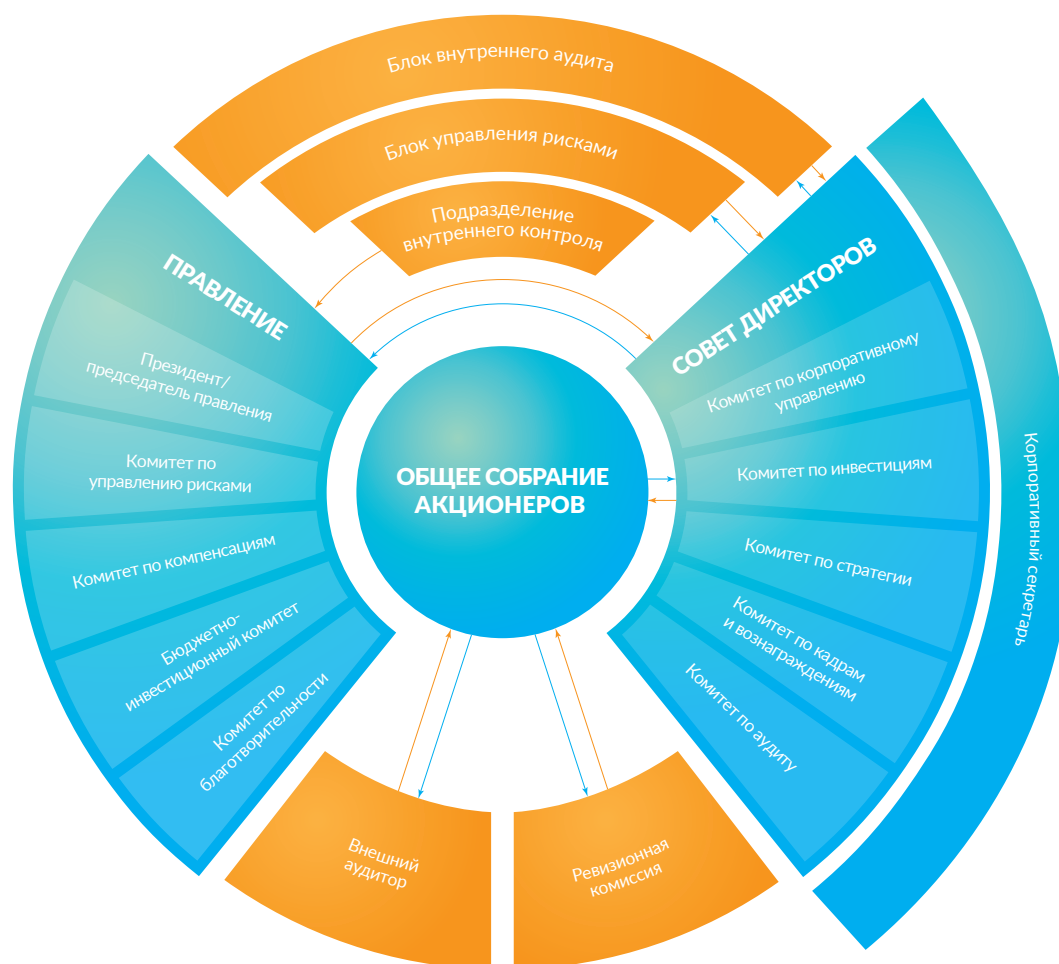 Блок внутреннего аудита
Блок управления рисками
Подразделение
внутреннего контроля
ПРАВЛЕНИЕ
Президент/
председатель правления
Комитет по
управлению рисками
Комитет по компенсациям
Бюджетно-
инвестиционный комитет
Комитет по
благотворительности
ОБЩЕЕ СОБРАНИЕ
АКЦИОНЕРОВ
СОВЕТ ДИРЕКТОРОВ
Комитет по корпоративному
управлению
Комитет по инвестициям
Комитет по стратегии
Комитет по кадрам
и вознаграждениям
Комитет по аудиту
Корпоративный секретарь
Внешний
аудитор
Ревизионная
комиссия